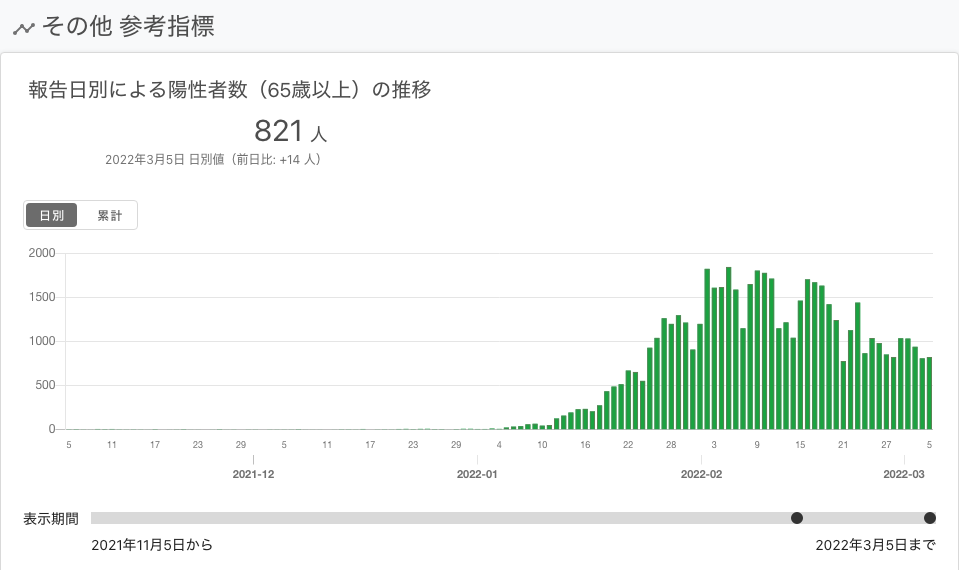 その他 参考指標
報告日別による陽性者数（65歳以上）の推移
821 人
2022年3月5日 日別値（前日比: +14 人）
日別 累計
2000
1500
1000
500
0
5 11 17 23 29 5 11 17 23 29 4 10 16 22 28 3 9 15 21 27 5
2021-12 2022-01 2022-02 2022-03
表示期間
2021年11月5日から 2022年3月5日まで